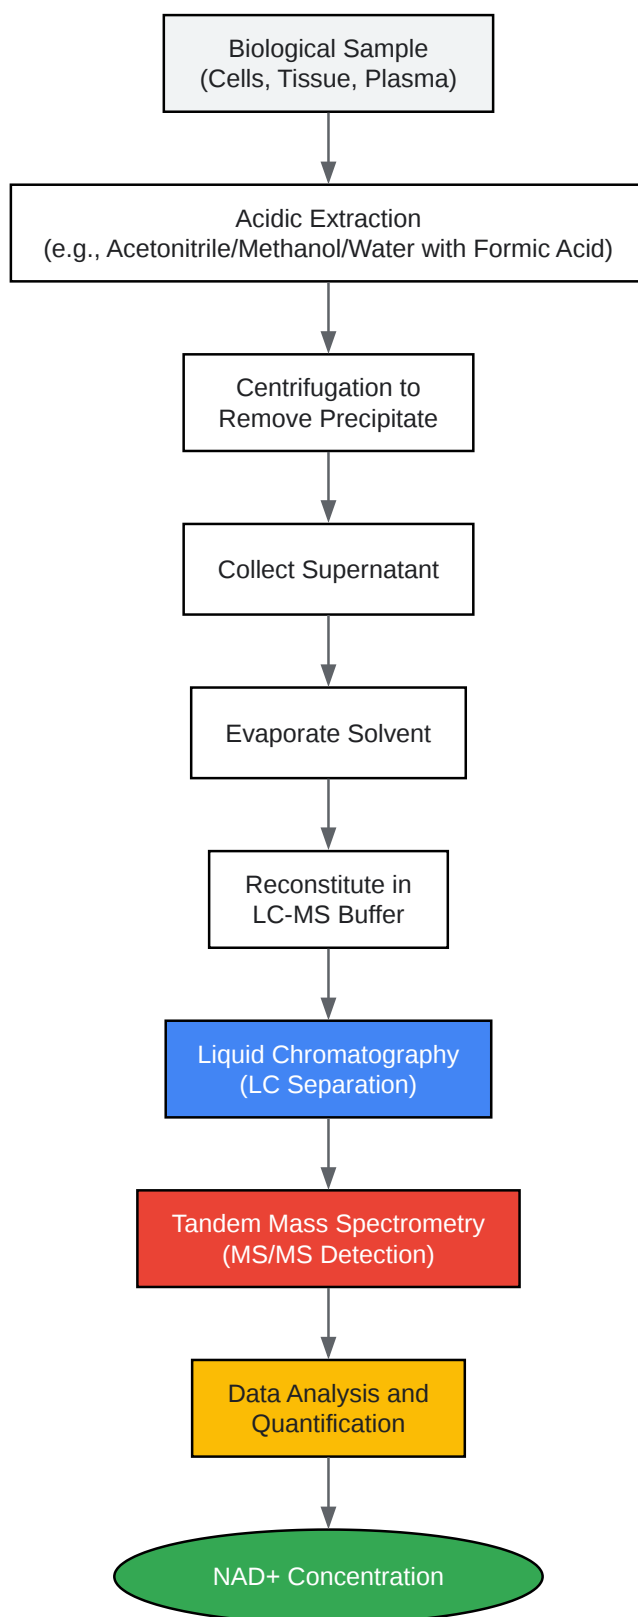 Biological Sample
(Cells, Tissue, Plasma)
Acidic Extraction
(e.g., Acetonitrile/Methanol/Water with Formic Acid)
Centrifugation to
Remove Precipitate
Collect Supernatant
Evaporate Solvent
Reconstitute in
LC-MS Buffer
Liquid Chromatography
(LC Separation)
Tandem Mass Spectrometry
(MS/MS Detection)
Data Analysis and
Quantification
NAD+ Concentration